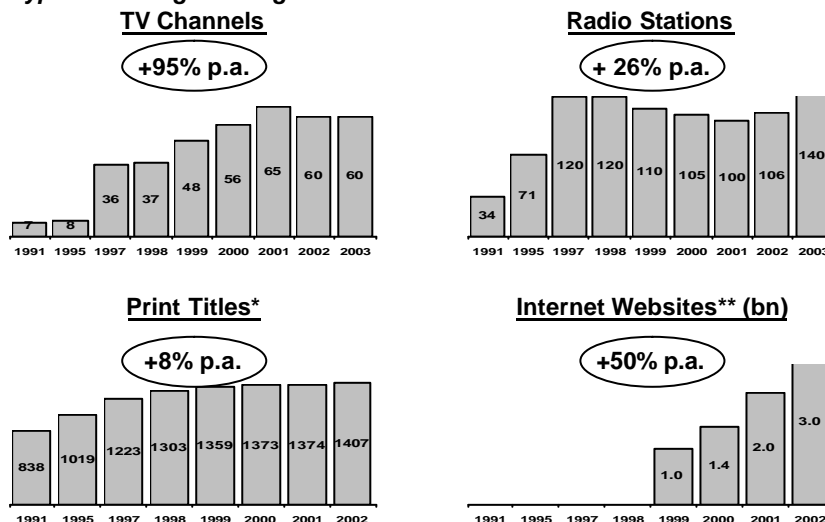 TV Channels
+95% p.a.
7 8 36 37 48 56 65 60 60
1991 1995 1997 1998 1999 2000 2001 2002 2003
Radio Stations
+ 26% p.a.
34 71 120 120 110 105 100 106 140
1991 1995 1997 1998 1999 2000 2001 2002 2003
Print Titles*
+8% p.a.
838 1019 1223 1303 1359 1373 1374 1407
1991 1995 1997 1998 1999 2000 2001 2002
Internet Websites** (bn)
+50% p.a.
1.0 1.4 2.0 3.0
1991 1995 1997 1998 1999 2000 2001 2002